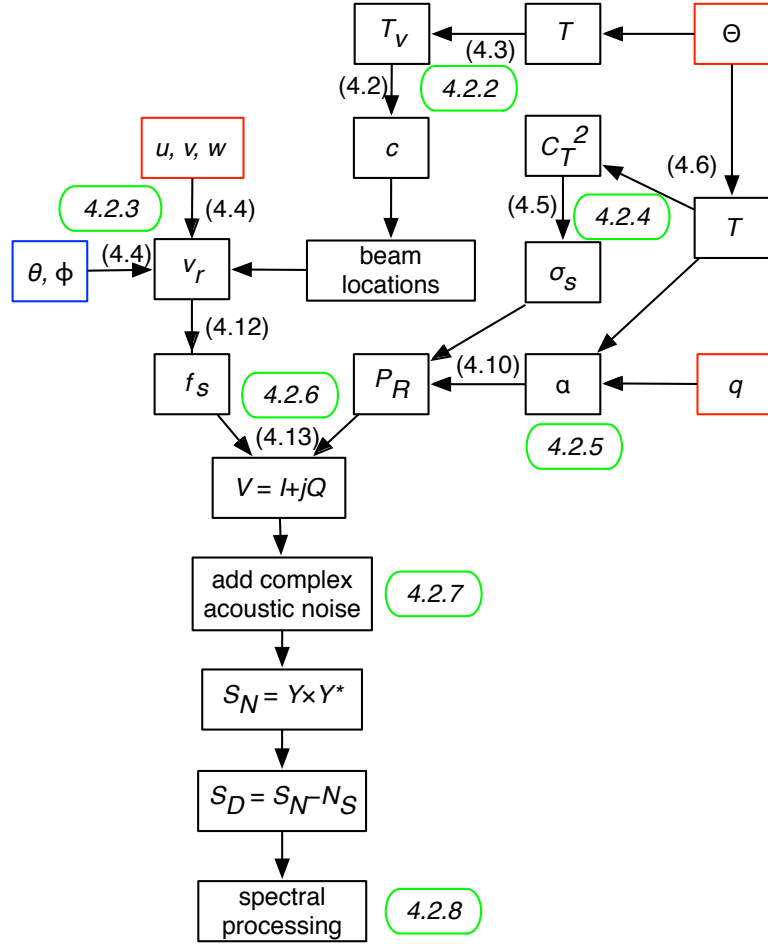 T_v
T
Θ
(4.3)
(4.2)
4.2.2
u, v, w
c
C_T^2
(4.6)
4.2.3
(4.4)
(4.5)
4.2.4
T
θ, ϕ
(4.4)
v_r
beam
locations
σ_s
(4.12)
f_s
4.2.6
P_R
(4.10)
α
q
(4.13)
4.2.5
V = I+jQ
add complex
acoustic noise
4.2.7
S_N = Y×Y*
S_D = S_N–N_S
spectral
processing
4.2.8